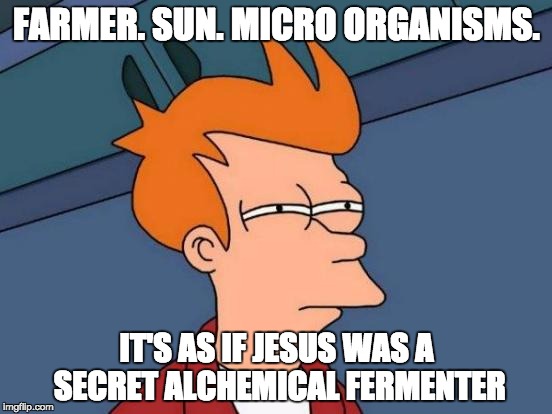 FARMER. SUN. MICRO ORGANISMS.
IT'S AS IF JESUS WAS A
SECRET ALCHEMICAL FERMENTER
imgflip.com